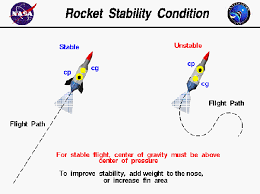 NASA
Rocket Stability Condition
Stable
Unstable
cp
cg
cp
cg
Flight Path
Flight Path
For stable flight, center of gravity must be above
center of pressure
To improve stability, add weight to the nose,
or increase fin area